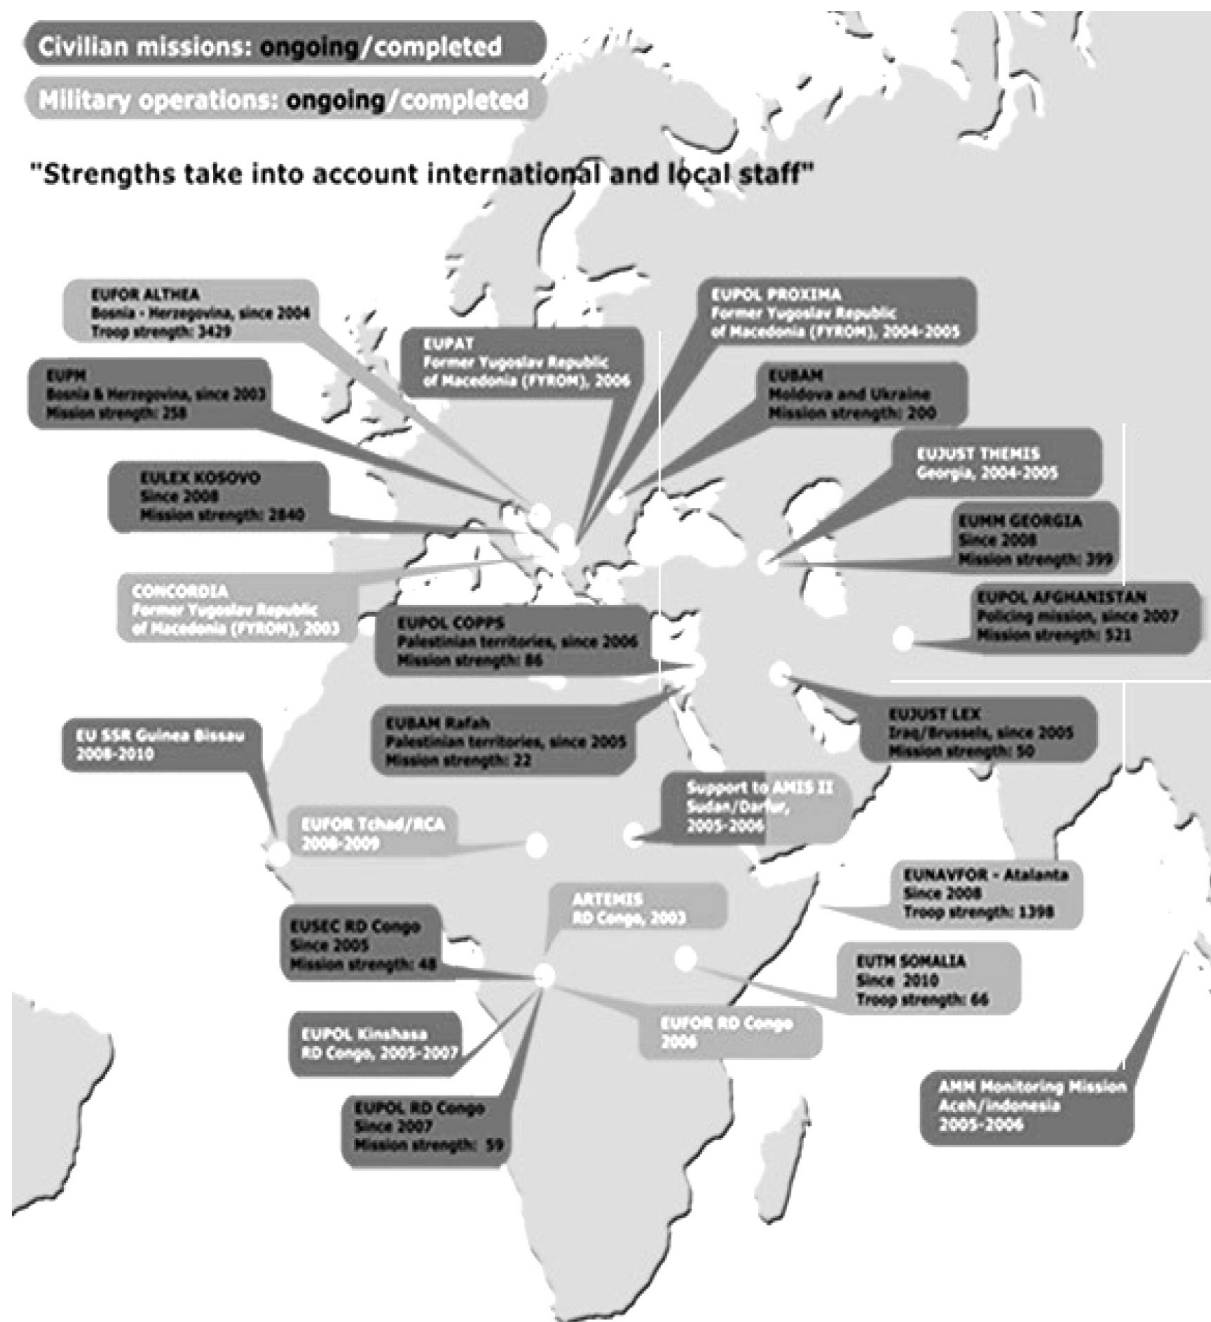 Civilian missions: ongoing/completed
Military operations: ongoing/completed
"Strengths take into account international and local staff"
EUFOR ALTHEA
Bosnia - Herzegovina, since 2004
Troop strength: 3429
EUPOL PROXIMA
Former Yugoslav Republic
of Macedonia (FYROM), 2004-2005
EUPAT
Former Yugoslav Republic
of Macedonia (FYROM), 2006
EUPM
Bosnia & Herzegovina, since 2003
Mission strength: 258
EUBAM
Moldova and Ukraine
Mission strength: 200
EUJUST THEMIS
Georgia, 2004-2005
EULEX KOSOVO
Since 2008
Mission strength: 2840
EUMM GEORGIA
Since 2008
Mission strength: 399
CONCORDIA
Former Yugoslav Republic
of Macedonia (FYROM), 2003
EUPOL AFGHANISTAN
Policing mission, since 2007
Mission strength: 521
EUPOL COPPS
Palestinian territories, since 2006
Mission strength: 86
EUBAM Rafah
Palestinian territories, since 2005
Mission strength: 22
EUJUST LEX
Iraq/Brussels, since 2005
Mission strength: 50
EU SSR Guinea Bissau
2008-2010
Support to AMIS II
Sudan/Darfur,
2005-2006
EUFOR Tchad/RCA
2008-2009
EUNAVFOR - Atalanta
Since 2008
Troop strength: 1398
ARTEMIS
RD Congo, 2003
EUSEC RD Congo
Since 2005
Mission strength: 48
EUTM SOMALIA
Since 2010
Troop strength: 66
EUPOL Kinshasa
RD Congo, 2005-2007
EUFOR RD Congo
2006
AMM Monitoring Mission
Aceh/indonesia
2005-2006
EUPOL RD Congo
Since 2007
Mission strength: 59